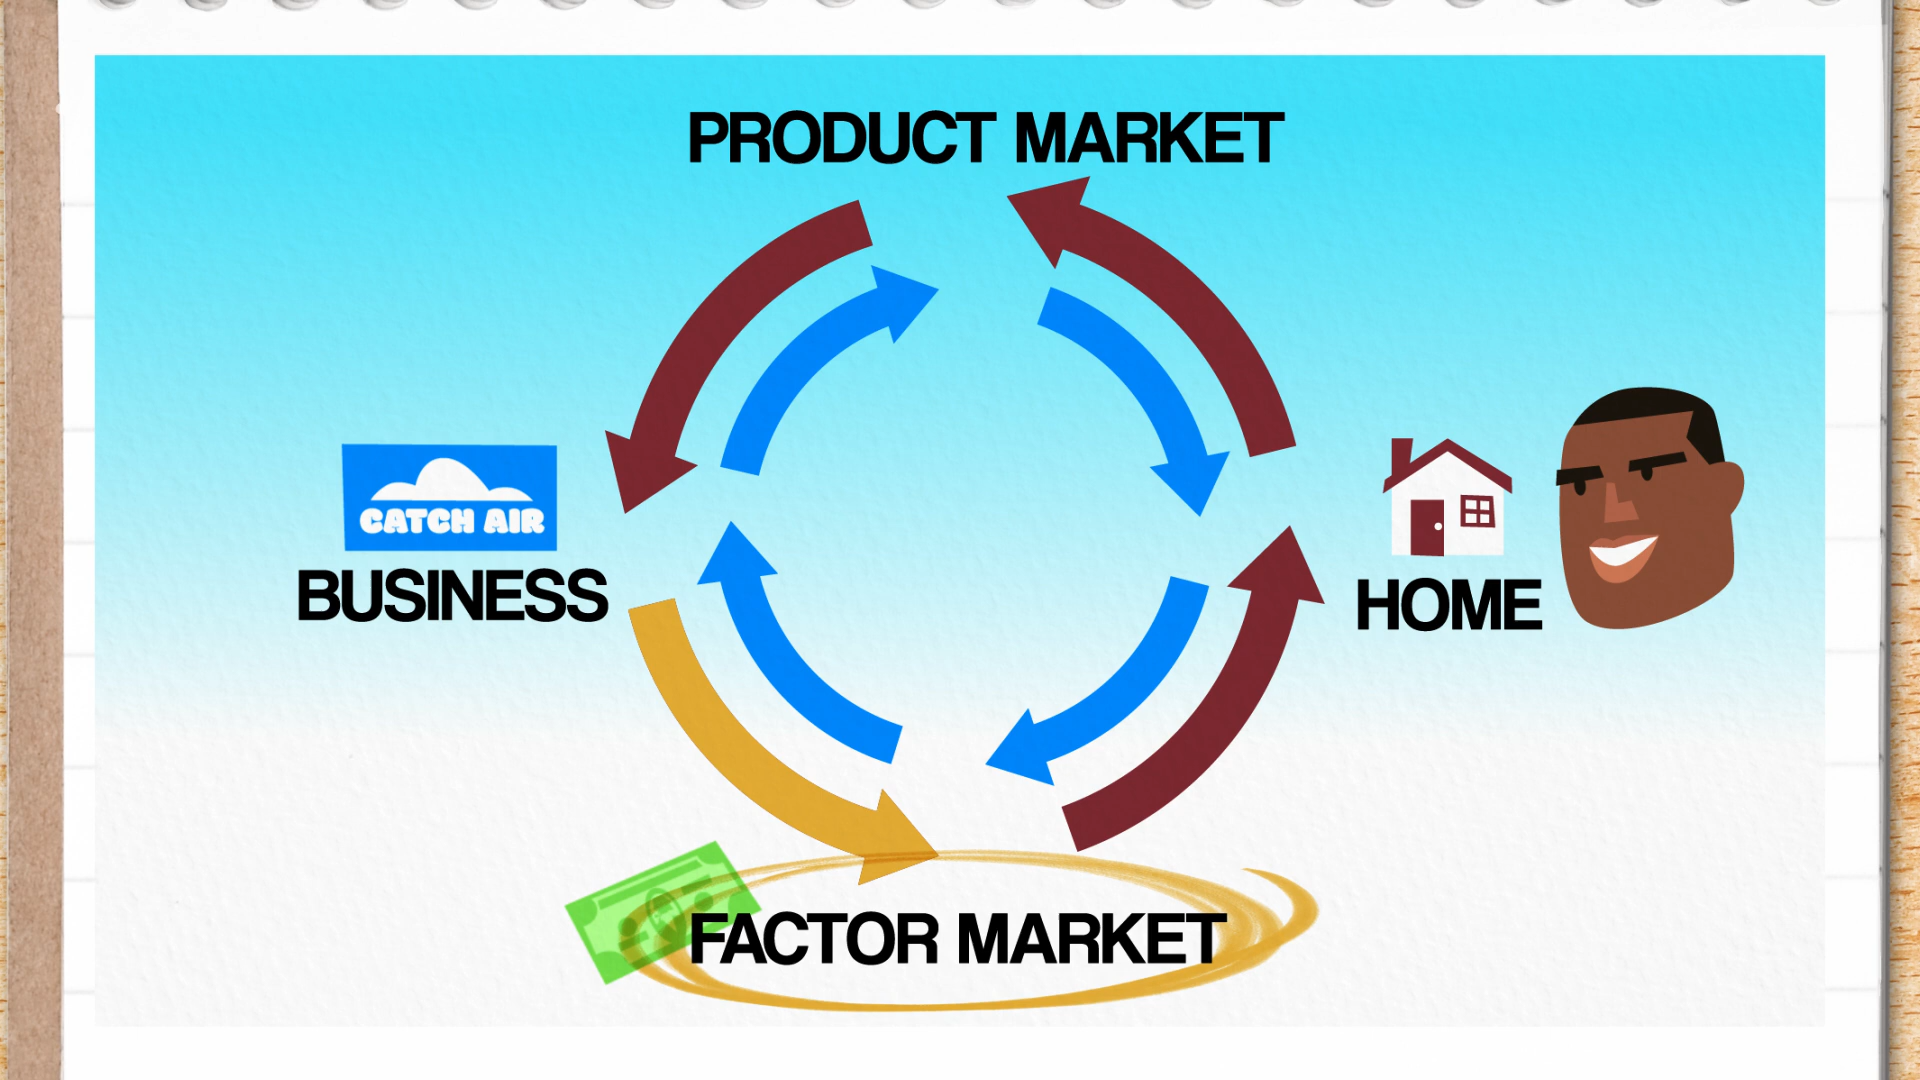 PRODUCT MARKET
CATCH AIR
BUSINESS
HOME
FACTOR MARKET